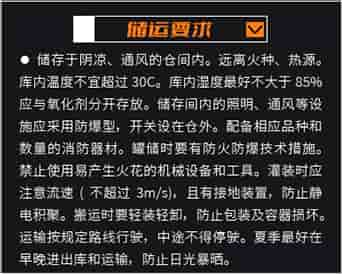 储运要求
● 储存于阴凉、通风的仓间内。远离火种、热源。
库内温度不宜超过 30C。库内湿度最好不大于 85%
应与氧化剂分开存放。储存间内的照明、通风等设
施应采用防爆型，开关设在仓外。配备相应品种和
数量的消防器材。罐储时要有防火防爆技术措施。
禁止使用易产生火花的机械设备和工具。灌装时应
注意流速 ( 不超过 3m/s)，且有接地装置，防止静
电积聚。搬运时要轻装轻卸，防止包装及容器损坏。
运输按规定路线行驶，中途不得停驶。夏季最好在
早晚进出库和运输，防止日光暴晒。